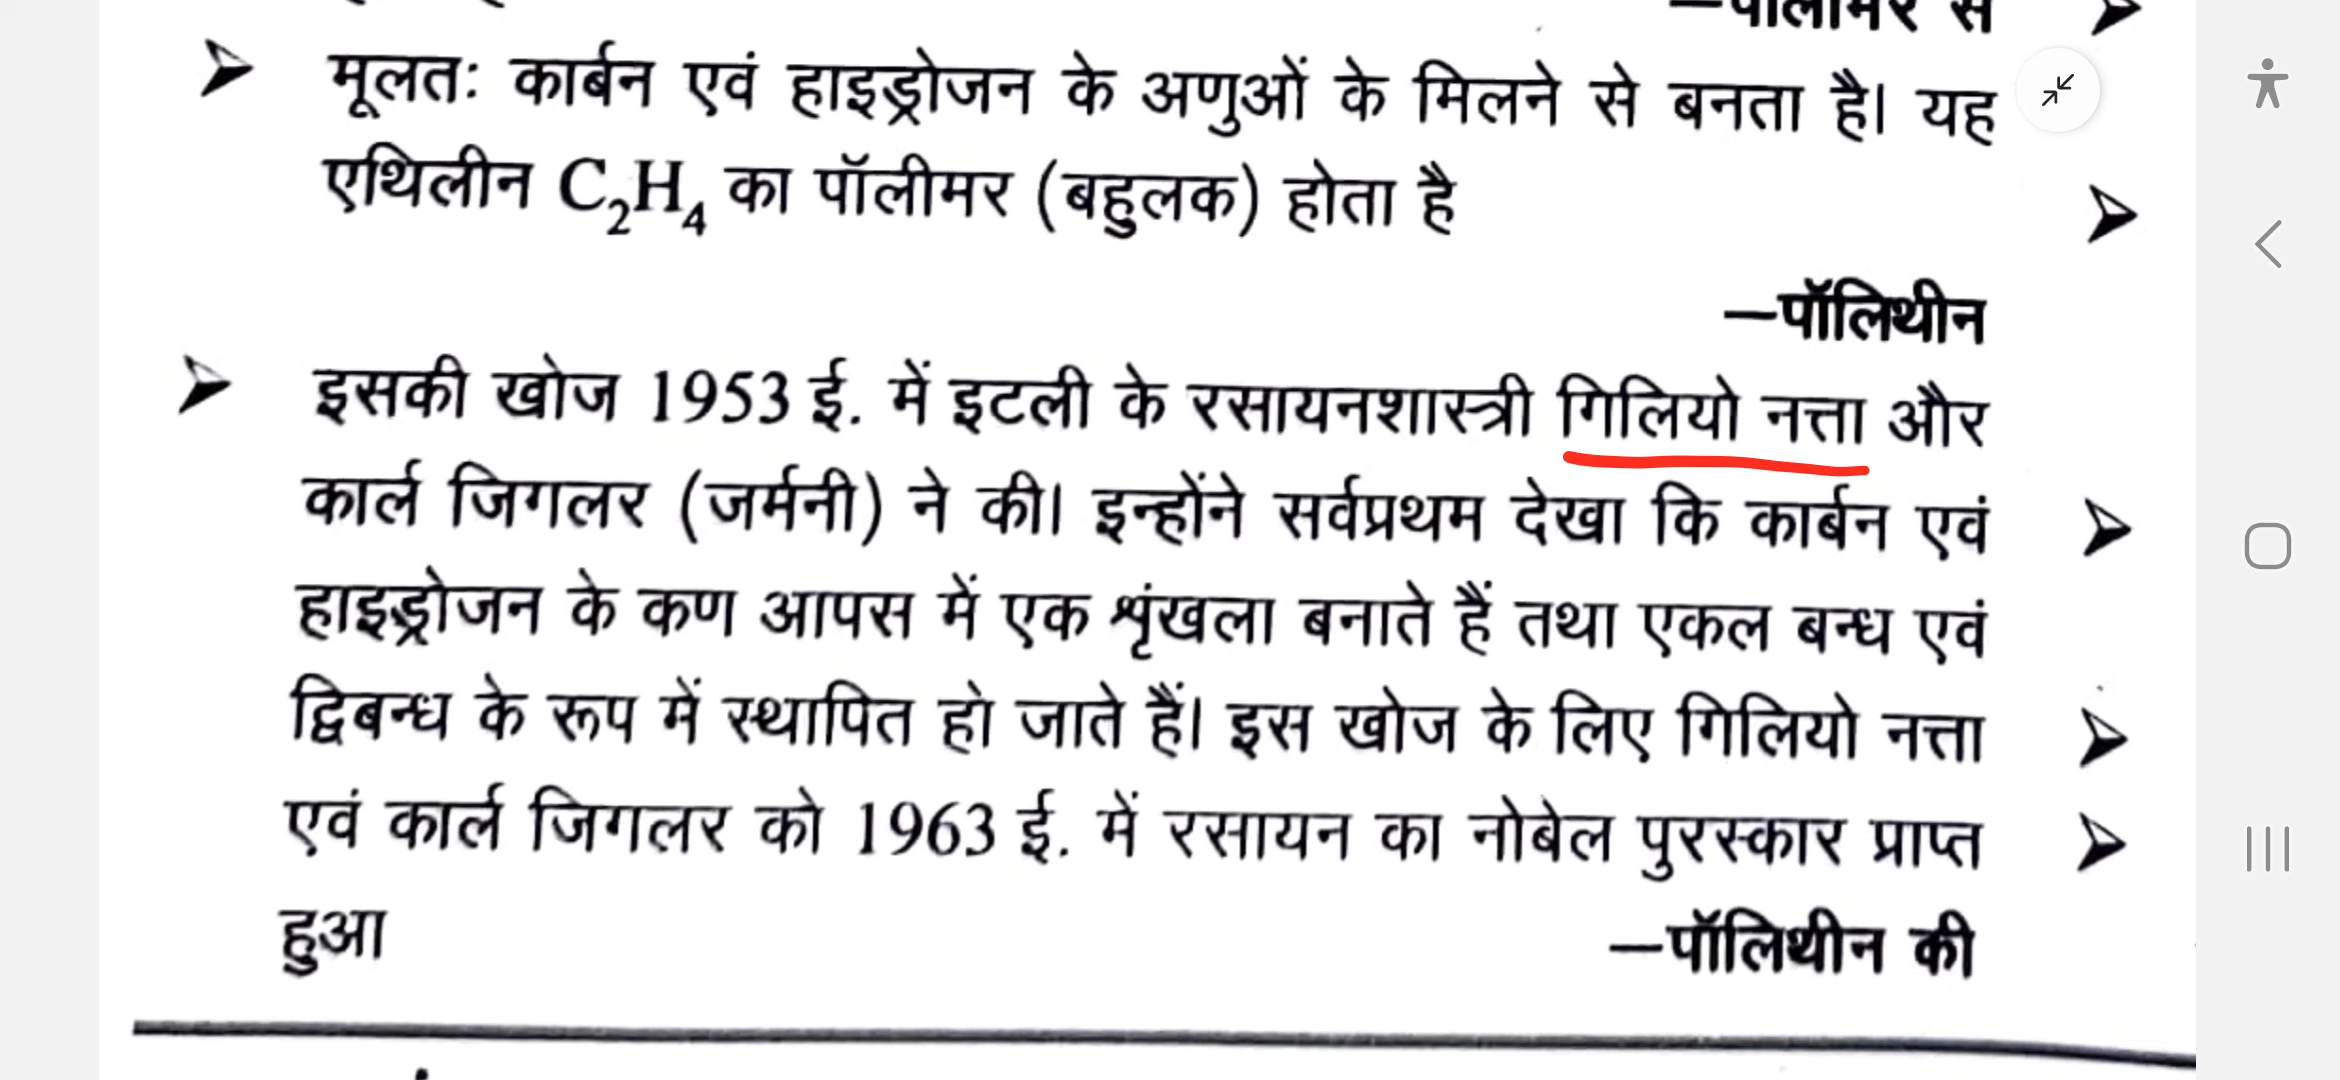 —पॉलीमर से
मूलतः कार्बन एवं हाइड्रोजन के अणुओं के मिलने से बनता है। यह
एथिलीन C₂H₄ का पॉलीमर (बहुलक) होता है
—पॉलिथीन
इसकी खोज 1953 ई. में इटली के रसायनशास्त्री गिलियो नत्ता और
कार्ल जिगलर (जर्मनी) ने की। इन्होंने सर्वप्रथम देखा कि कार्बन एवं
हाइड्रोजन के कण आपस में एक शृंखला बनाते हैं तथा एकल बन्ध एवं
द्विबन्ध के रूप में स्थापित हो जाते हैं। इस खोज के लिए गिलियो नत्ता
एवं कार्ल जिगलर को 1963 ई. में रसायन का नोबेल पुरस्कार प्राप्त
हुआ —पॉलिथीन की